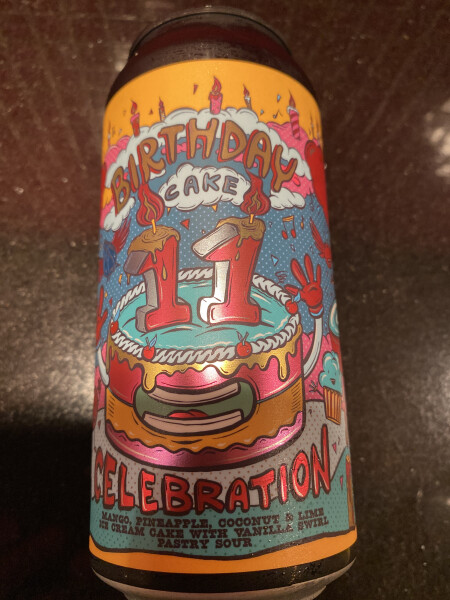 BIRTHDAY
CAKE
11
CELEBRATION
MANGO, PINEAPPLE, COCONUT & LIME
ICE CREAM CAKE WITH VANILLA SWIRL
PASTRY SOUR